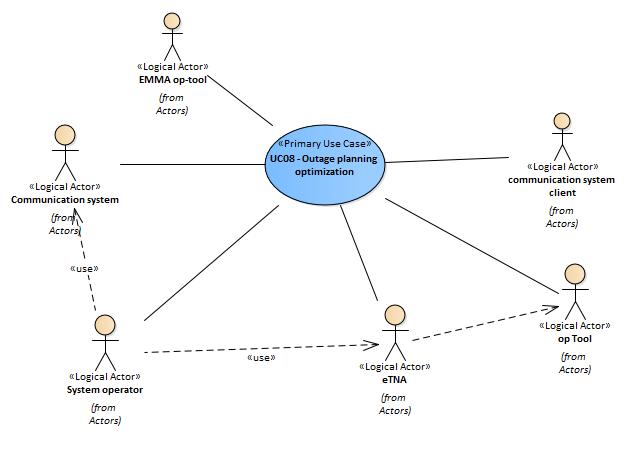 «Logical Actor»
EMMA op-tool
(from
Actors)
«Primary Use Case»
UC08 - Outage planning
optimization
«Logical Actor»
Communication system
(from
Actors)
«Logical Actor»
communication system
client
(from
Actors)
«use»
«Logical Actor»
op Tool
(from
Actors)
«use»
«Logical Actor»
System operator
(from
Actors)
«Logical Actor»
eTNA
(from
Actors)